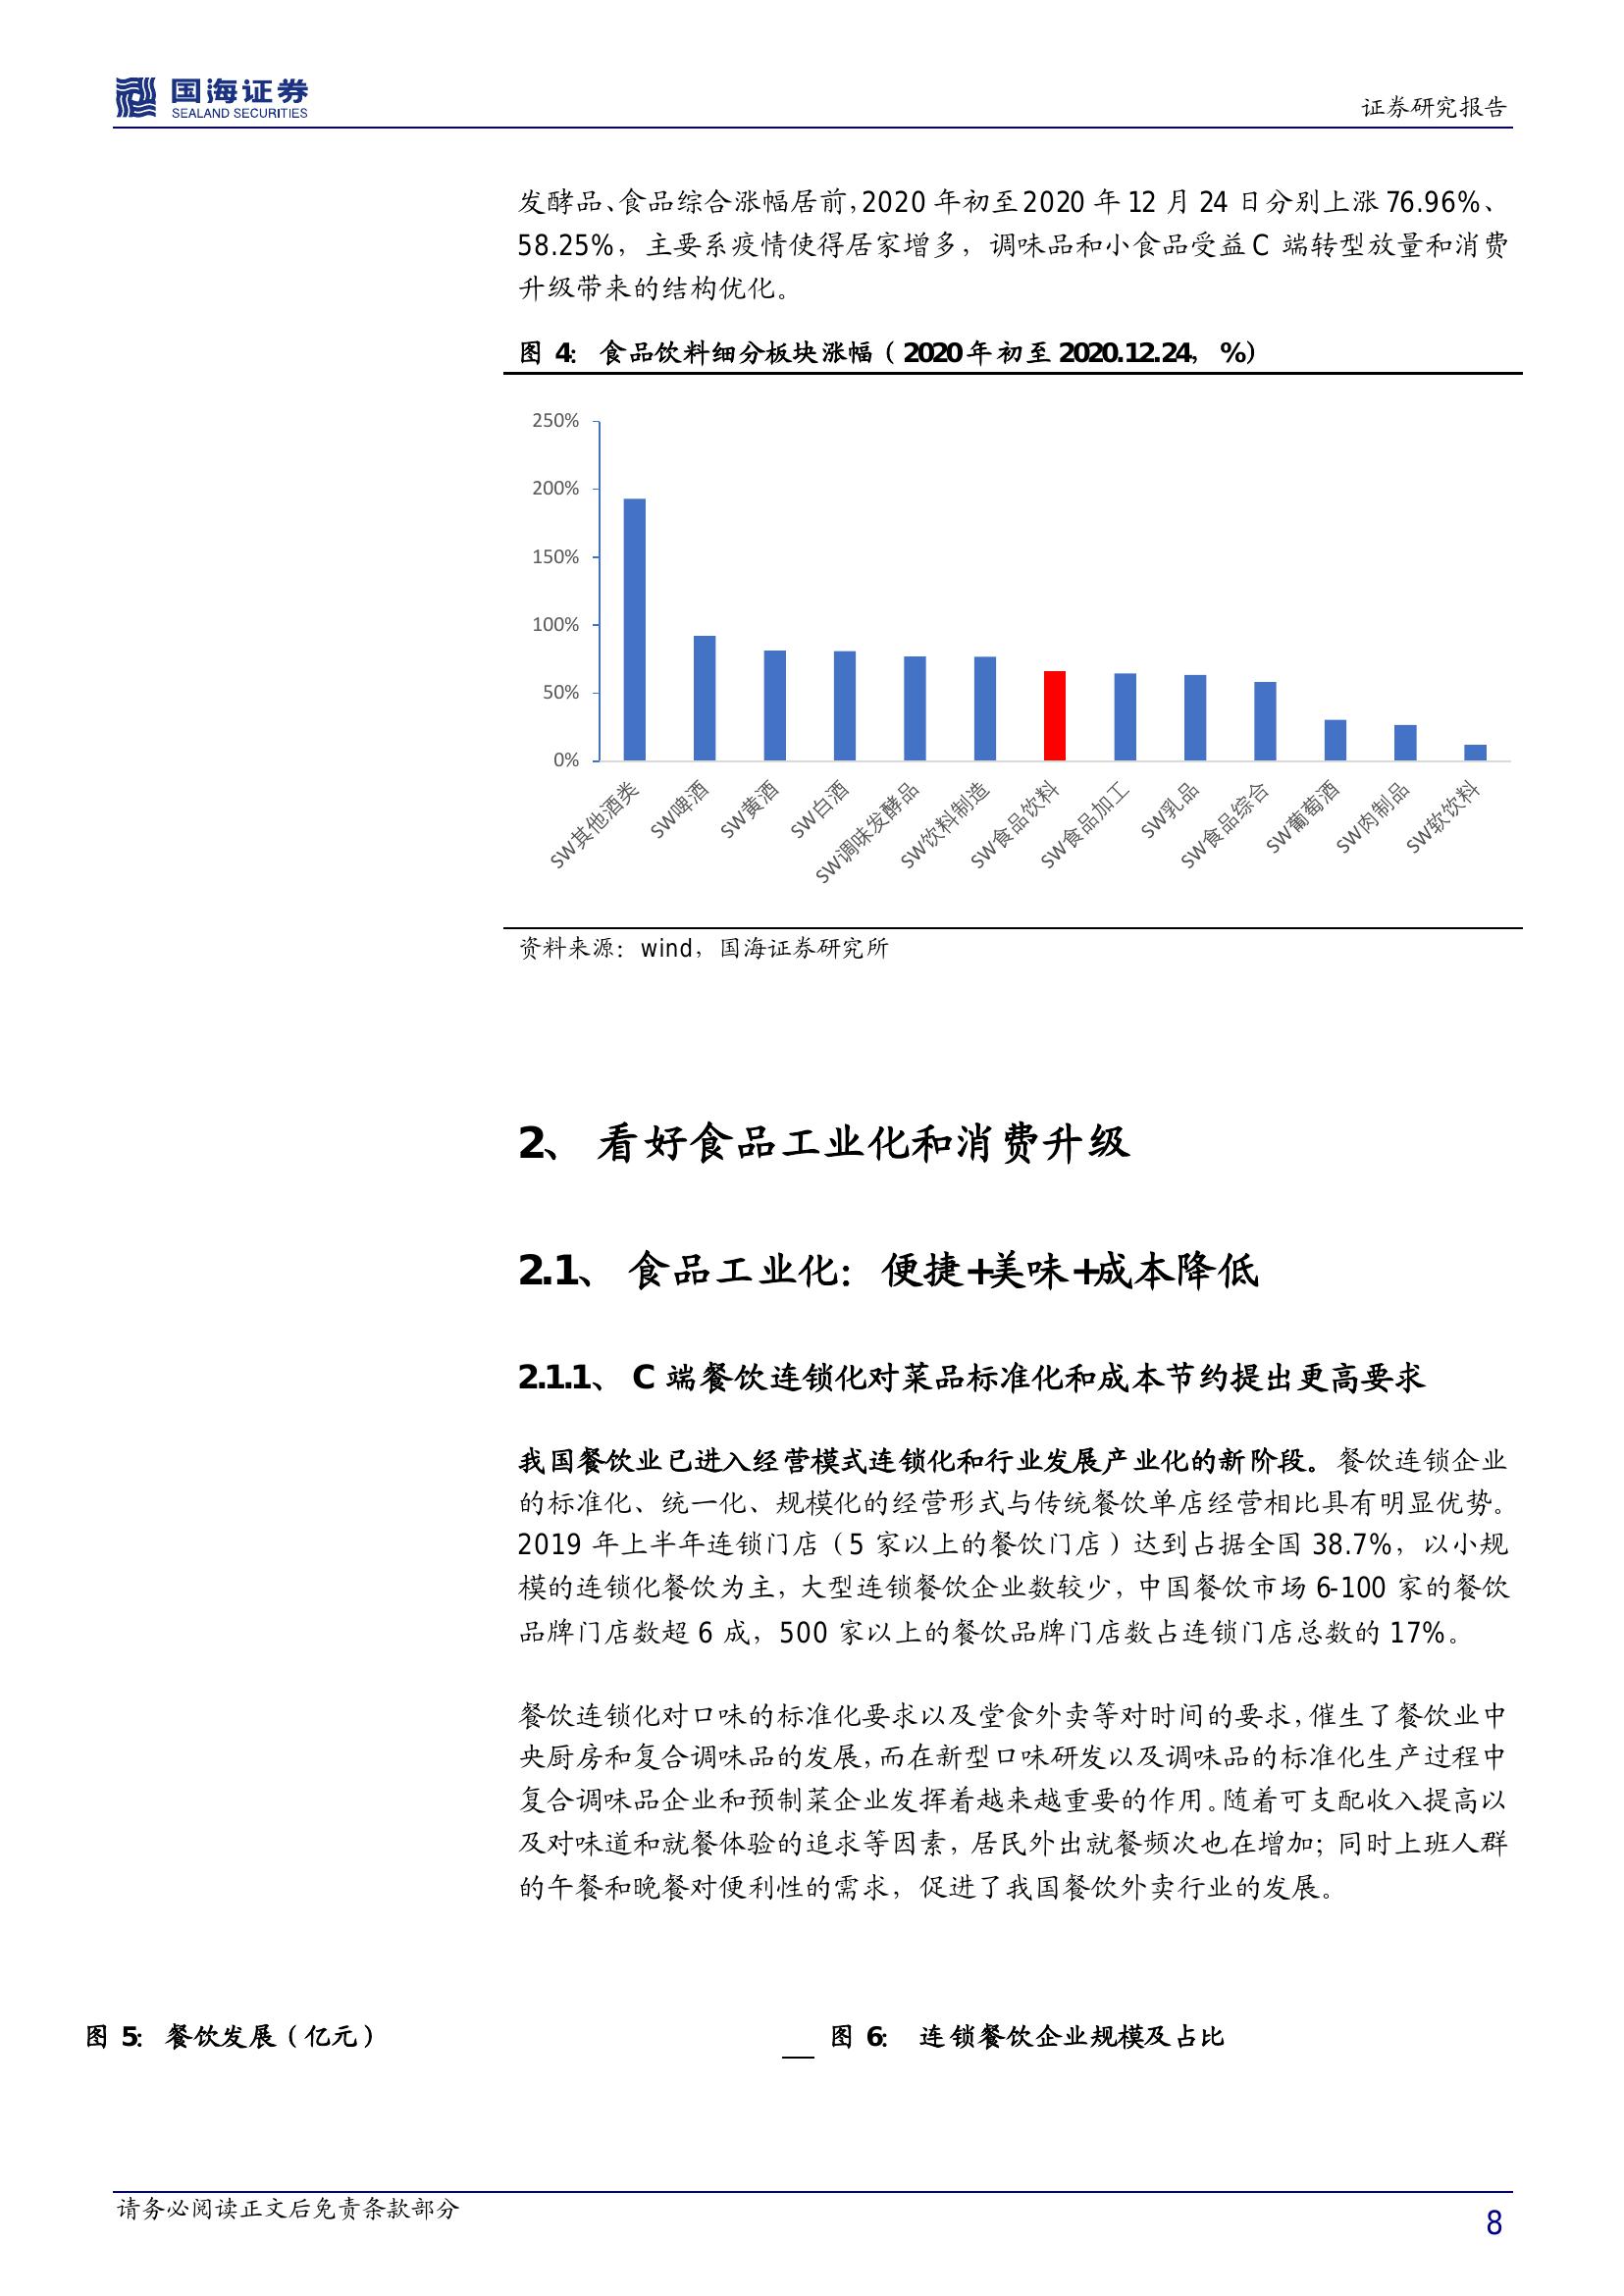 国海证券
SEALAND SECURITIES
证券研究报告
发酵品、食品综合涨幅居前，2020 年初至 2020 年 12 月 24 日分别上涨 76.96%、
58.25%，主要系疫情使得居家增多，调味品和小食品受益 C 端转型放量和消费
升级带来的结构优化。
图 4： 食品饮料细分板块涨幅（2020 年初至 2020.12.24，%）
250%
200%
150%
100%
50%
0%
SW其他酒类
SW啤酒
SW黄酒
SW白酒
SW调味发酵品
SW饮料制造
SW食品饮料
SW食品加工
SW乳品
SW食品综合
SW葡萄酒
SW肉制品
SW软饮料
资料来源：wind，国海证券研究所
2、 看好食品工业化和消费升级
2.1、 食品工业化：便捷+美味+成本降低
2.1.1、 C 端餐饮连锁化对菜品标准化和成本节约提出更高要求
我国餐饮业已进入经营模式连锁化和行业发展产业化的新阶段。餐饮连锁企业
的标准化、统一化、规模化的经营形式与传统餐饮单店经营相比具有明显优势。
2019 年上半年连锁门店（5 家以上的餐饮门店）达到占据全国 38.7%，以小规
模的连锁化餐饮为主，大型连锁餐饮企业数较少，中国餐饮市场 6-100 家的餐饮
品牌门店数超 6 成，500 家以上的餐饮品牌门店数占连锁门店总数的 17%。
餐饮连锁化对口味的标准化要求以及堂食外卖等对时间的要求，催生了餐饮业中
央厨房和复合调味品的发展，而在新型口味研发以及调味品的标准化生产过程中
复合调味品企业和预制菜企业发挥着越来越重要的作用。随着可支配收入提高以
及对味道和就餐体验的追求等因素，居民外出就餐频次也在增加；同时上班人群
的午餐和晚餐对便利性的需求，促进了我国餐饮外卖行业的发展。
图 5： 餐饮发展（亿元）
图 6： 连锁餐饮企业规模及占比
请务必阅读正文后免责条款部分
8